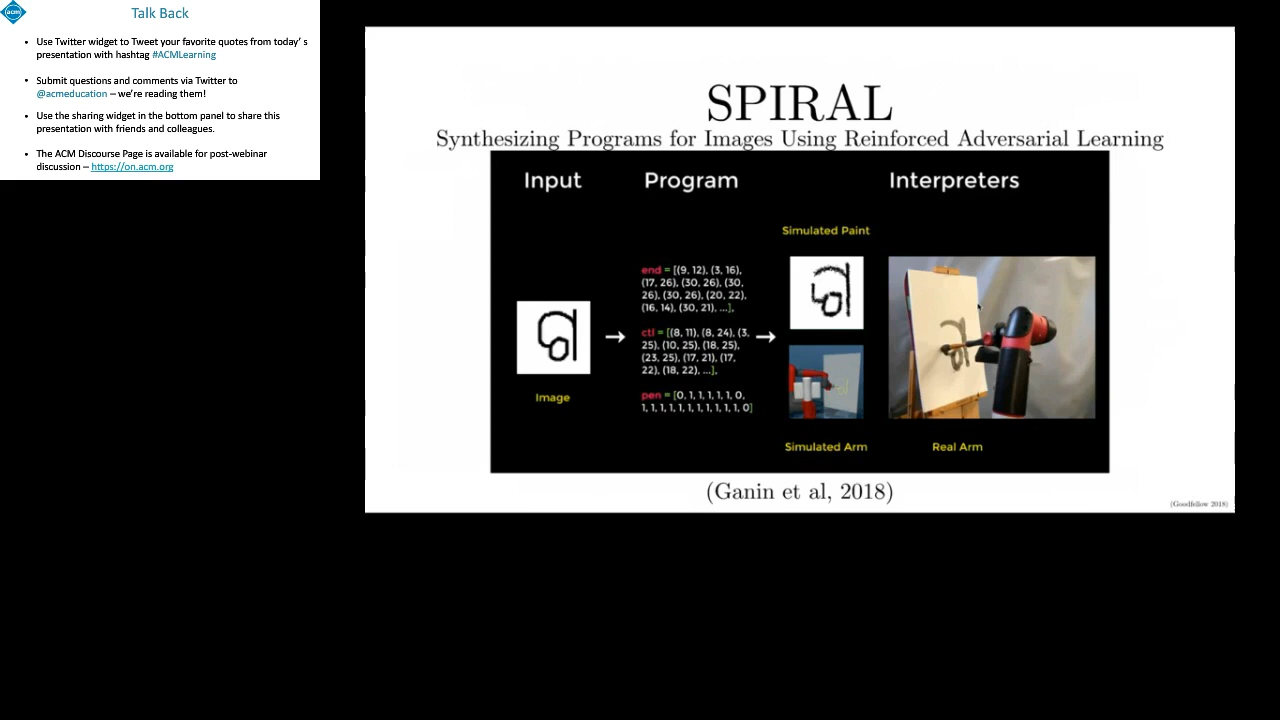 acm
Talk Back
• Use Twitter widget to Tweet your favorite quotes from today' s
presentation with hashtag #ACMLearning
• Submit questions and comments via Twitter to
@acmeducation – we're reading them!
• Use the sharing widget in the bottom panel to share this
presentation with friends and colleagues.
• The ACM Discourse Page is available for post-webinar
discussion – https://on.acm.org
SPIRAL
Synthesizing Programs for Images Using Reinforced Adversarial Learning
Input Program Interpreters
Simulated Paint
end = [(9, 12), (3, 16),
(17, 26), (30, 26), (30,
26), (30, 26), (20, 22),
(16, 14), (30, 21), ...],
ctl = [(8, 11), (8, 24), (3,
25), (10, 25), (18, 25),
(23, 25), (17, 21), (17,
22), (18, 22), ...],
pen = [0, 1, 1, 1, 1, 1, 0,
1, 1, 1, 1, 1, 1, 1, 1, 1, 1, 0]
Image
Simulated Arm Real Arm
(Ganin et al, 2018)
(Goodfellow 2018)